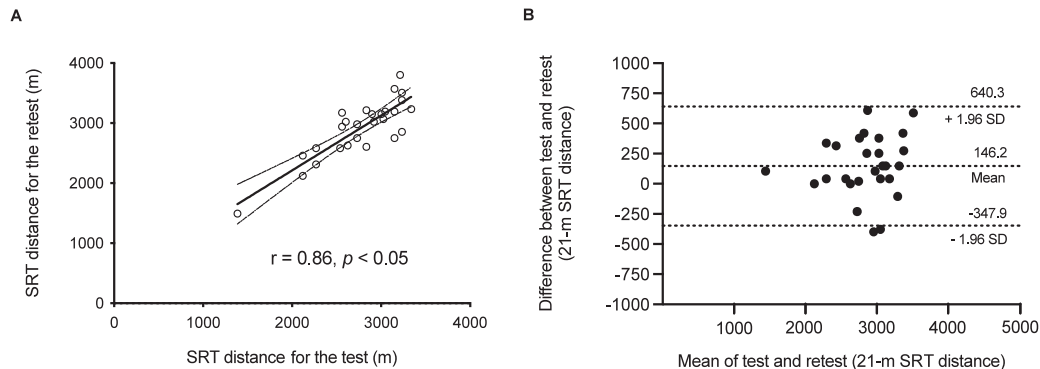 A
SRT distance for the retest (m)
4000
3000
2000
1000
0
r = 0.86, p < 0.05
0
1000
2000
3000
4000
SRT distance for the test (m)
B
Difference between test and retest
(21-m SRT distance)
1000
750
500
250
0
-250
-500
-750
-1000
640.3
+ 1.96 SD
146.2
Mean
-347.9
- 1.96 SD
1000
2000
3000
4000
5000
Mean of test and retest (21-m SRT distance)